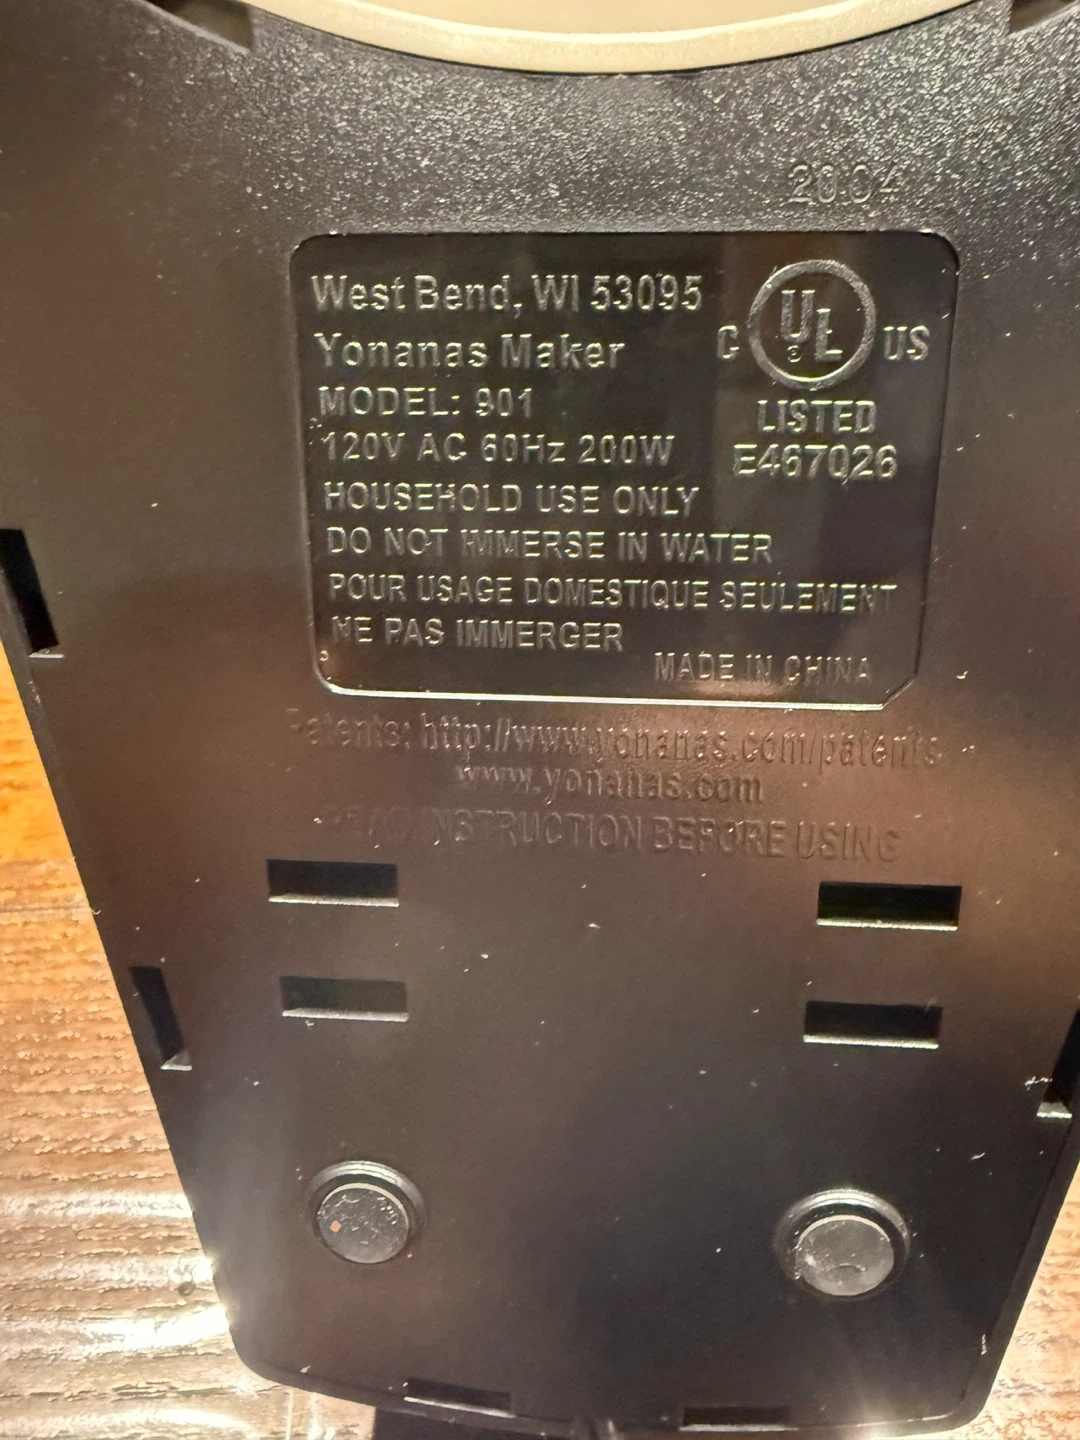 2004
West Bend, WI 53095
Yonanas Maker
MODEL: 901
120V AC 60Hz 200W
HOUSEHOLD USE ONLY
DO NOT IMMERSE IN WATER
POUR USAGE DOMESTIQUE SEULEMENT
NE PAS IMMERGER
MADE IN CHINA
C UL US
LISTED
E467026
Patents: http://www.yonanas.com/patents
www.yonanas.com
READ INSTRUCTION BEFORE USING